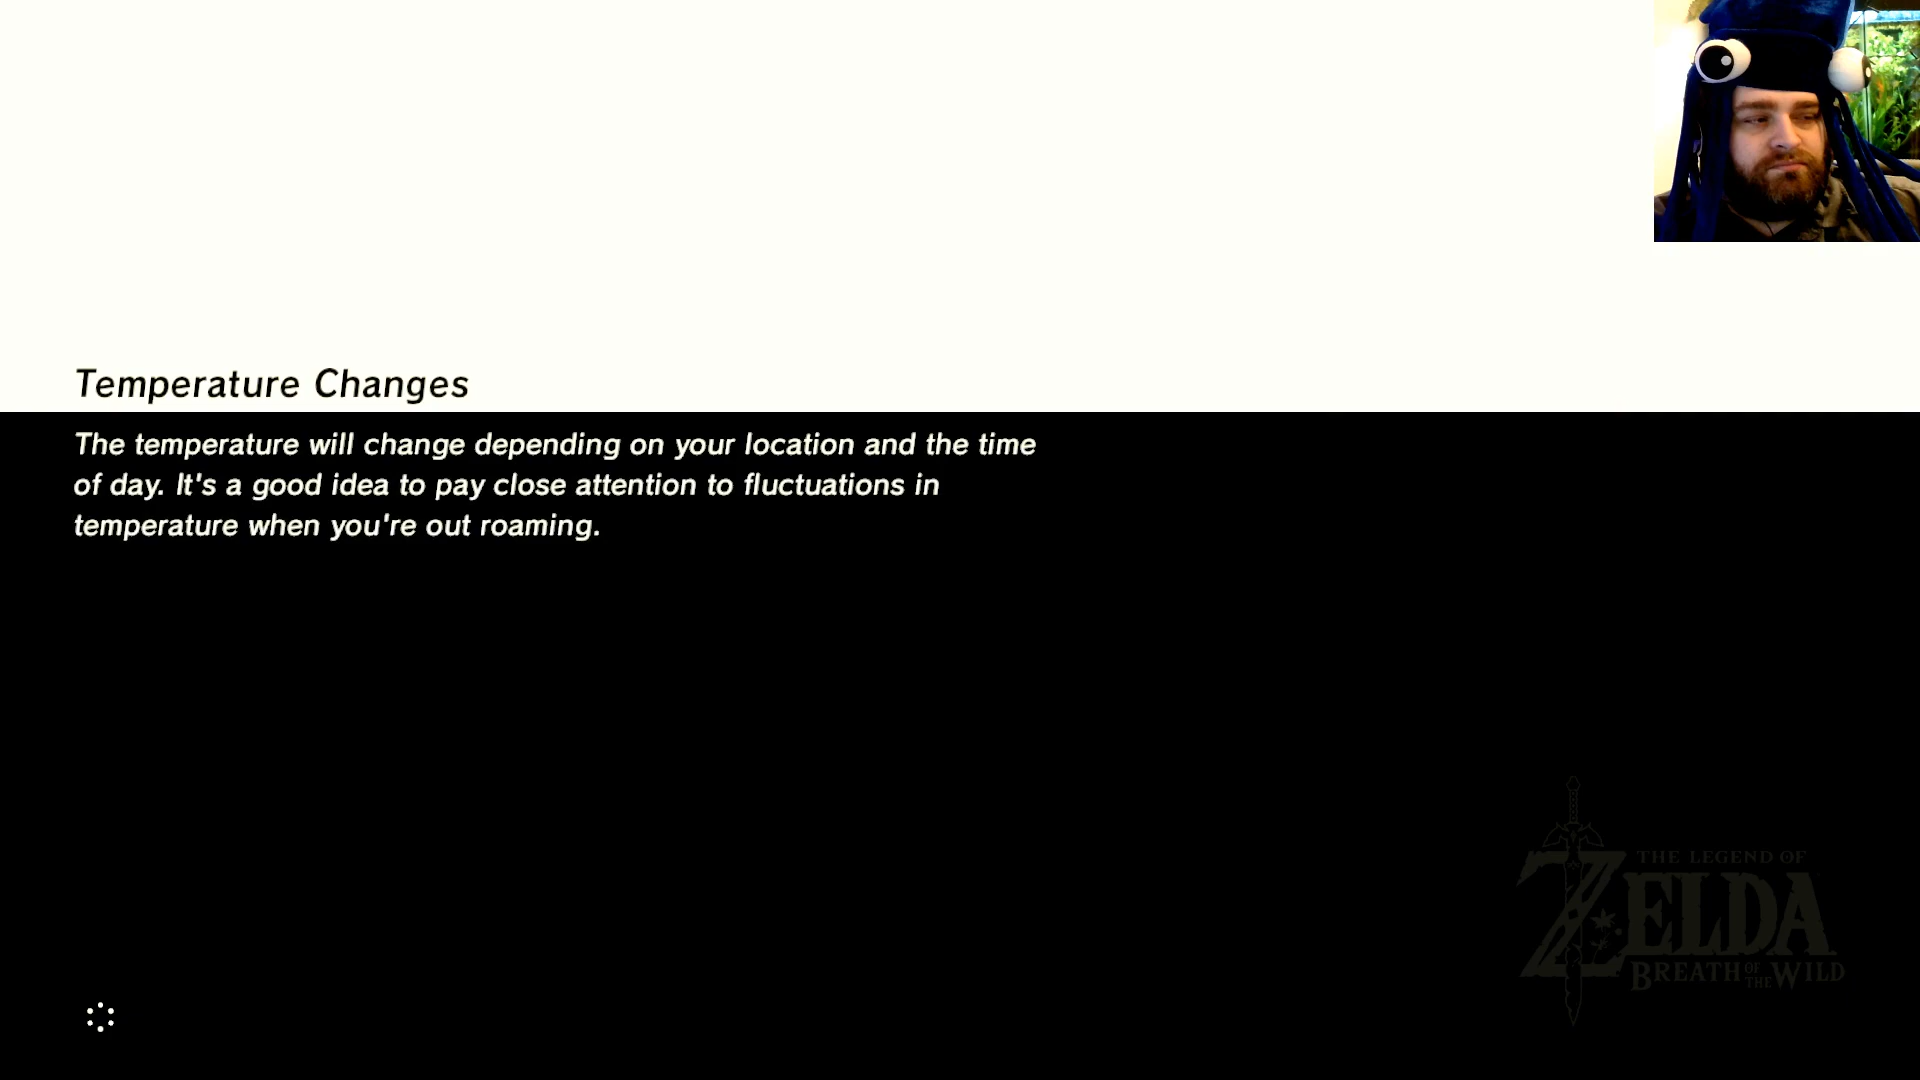 Temperature Changes
The temperature will change depending on your location and the time
of day. It's a good idea to pay close attention to fluctuations in
temperature when you're out roaming.
THE LEGEND OF
ZELDA
BREATH OF THE WILD